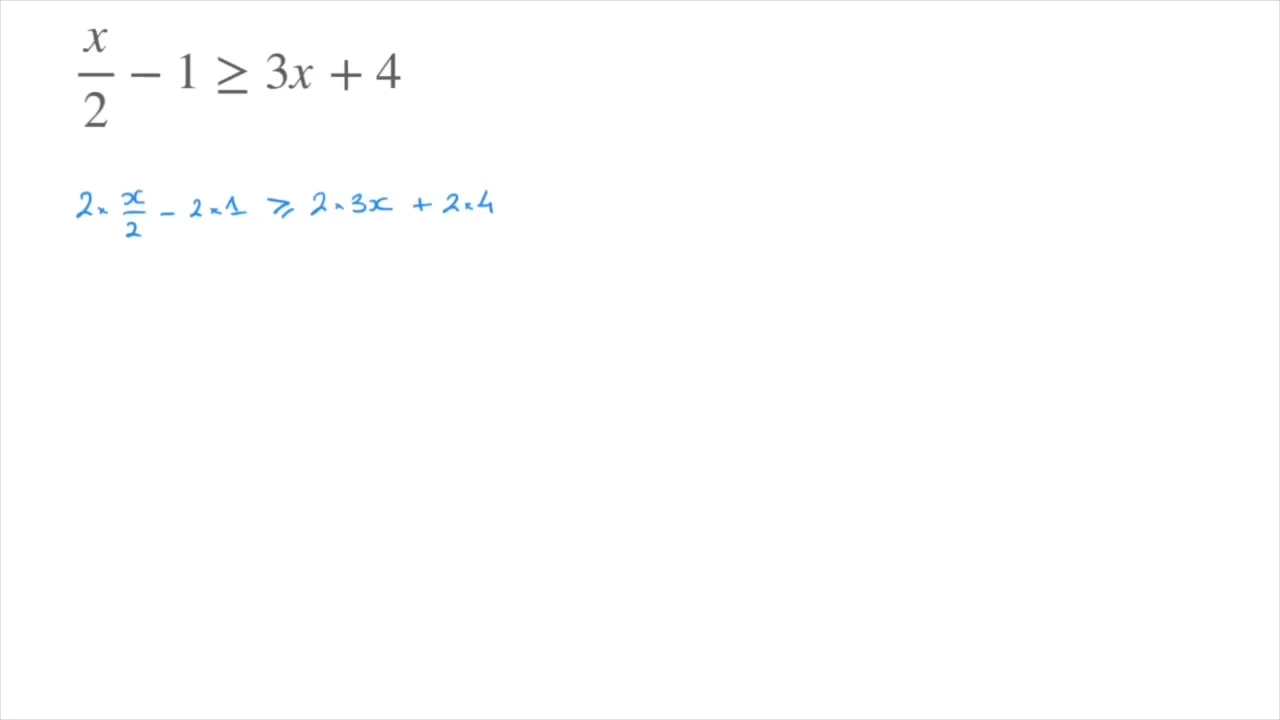 x/2 − 1 ≥ 3x + 4
2 × x/2 − 2 × 1 ⩾ 2 × 3x + 2 × 4